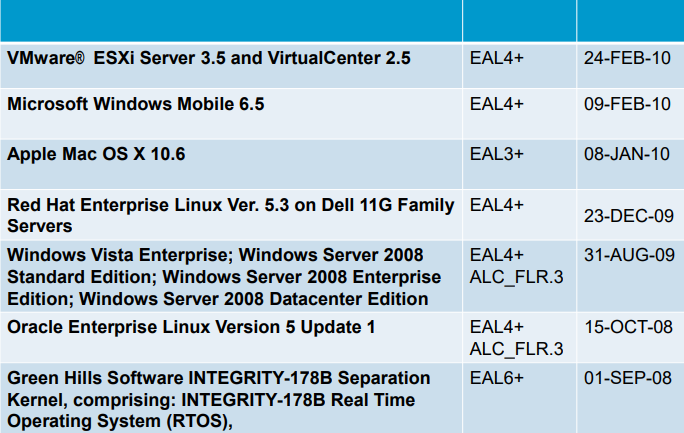 VMware® ESXi Server 3.5 and VirtualCenter 2.5 EAL4+ 24-FEB-10
Microsoft Windows Mobile 6.5 EAL4+ 09-FEB-10
Apple Mac OS X 10.6 EAL3+ 08-JAN-10
Red Hat Enterprise Linux Ver. 5.3 on Dell 11G Family EAL4+
Servers 23-DEC-09
Windows Vista Enterprise; Windows Server 2008 EAL4+ 31-AUG-09
Standard Edition; Windows Server 2008 Enterprise ALC_FLR.3
Edition; Windows Server 2008 Datacenter Edition
Oracle Enterprise Linux Version 5 Update 1 EAL4+ 15-OCT-08
ALC_FLR.3
Green Hills Software INTEGRITY-178B Separation EAL6+ 01-SEP-08
Kernel, comprising: INTEGRITY-178B Real Time
Operating System (RTOS),